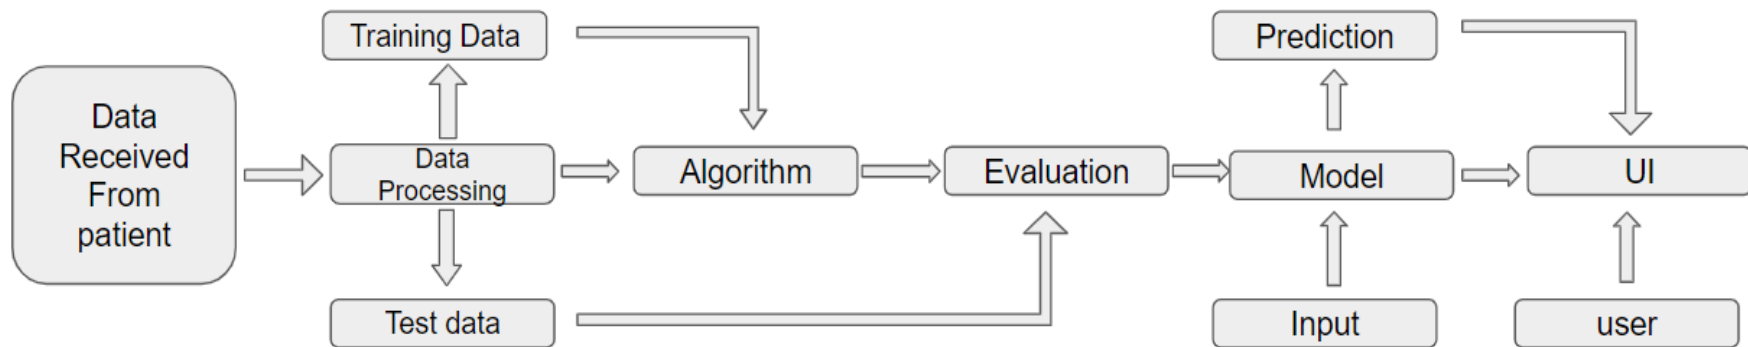 Data
Received
From
patient
Training Data
Data
Processing
Test data
Algorithm
Evaluation
Prediction
Model
Input
UI
user